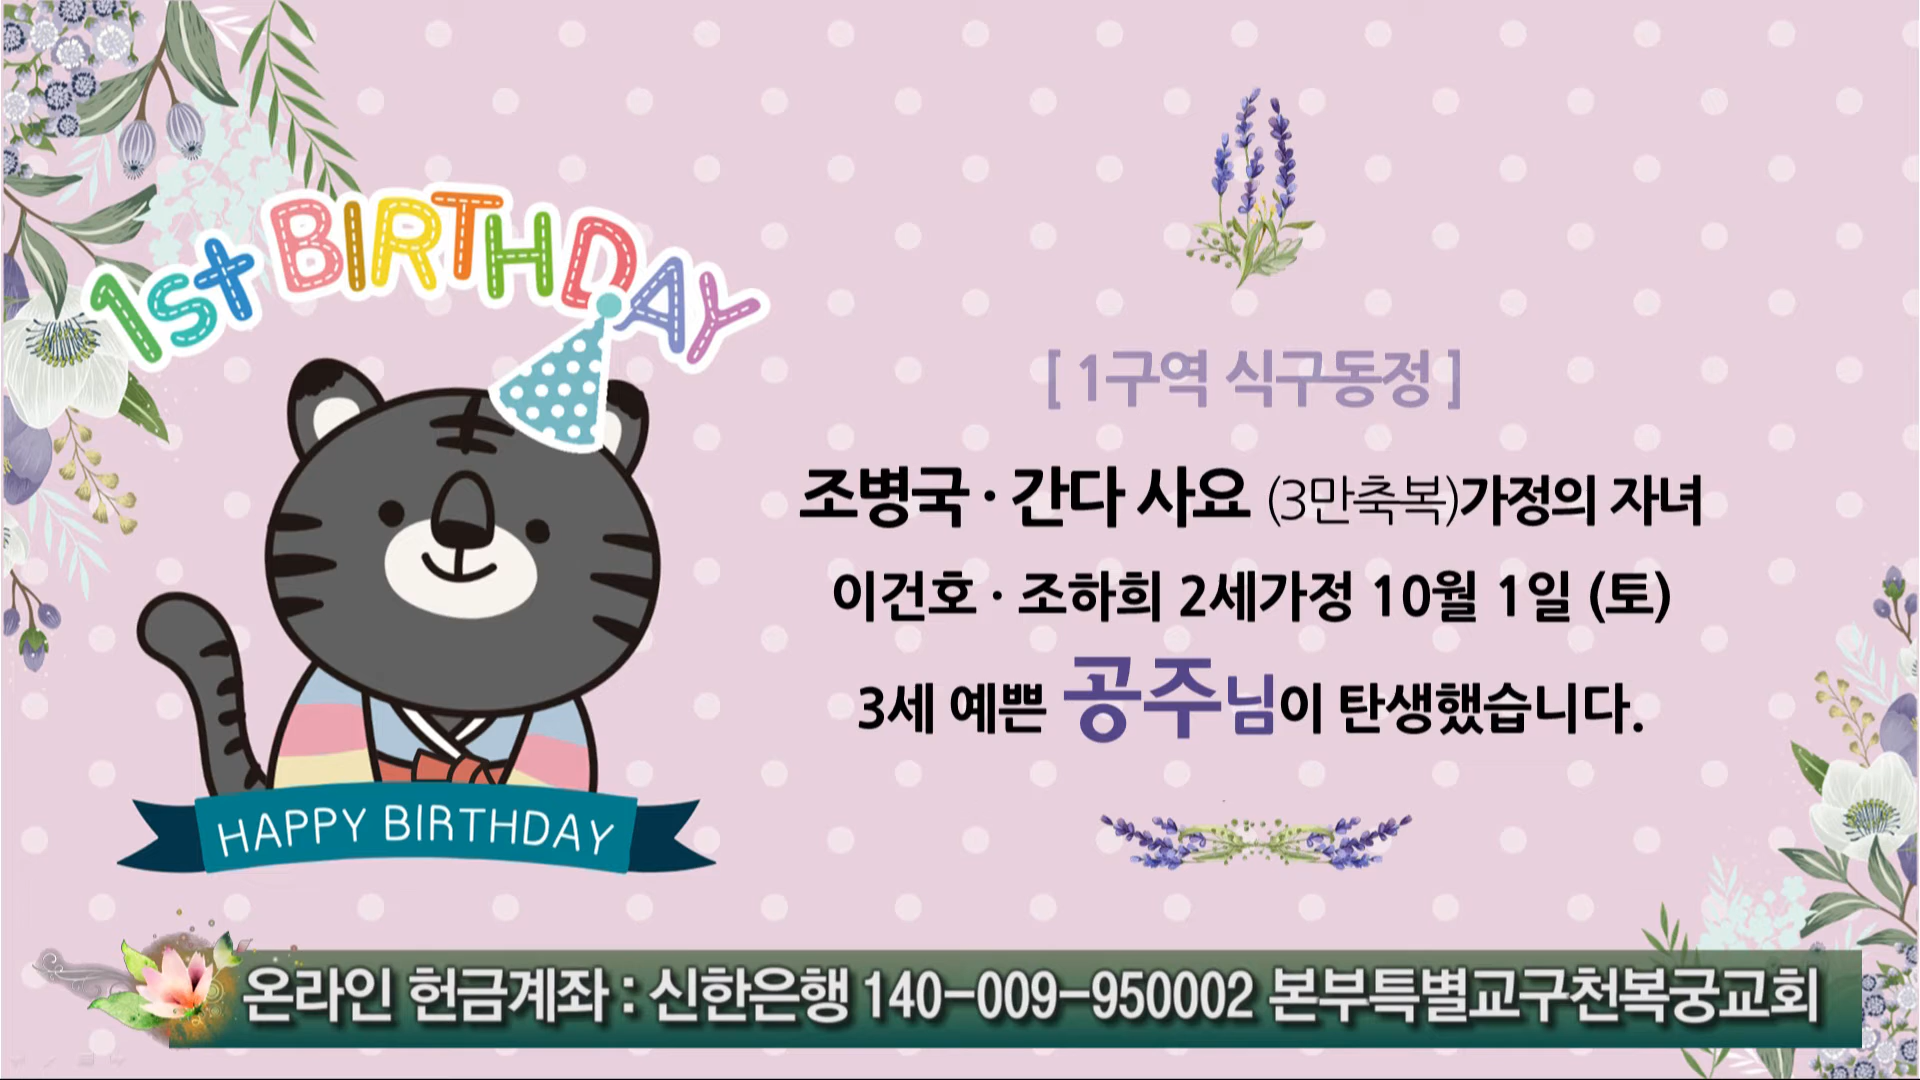 1st BIRTHDAY
HAPPY BIRTHDAY
[ 1구역 식구동정 ]
조병국 · 간다 사요 (3만축복)가정의 자녀
이건호 · 조하희 2세가정 10월 1일 (토)
3세 예쁜 공주님이 탄생했습니다.
온라인 헌금계좌 : 신한은행 140-009-950002 본부특별교구천복궁교회